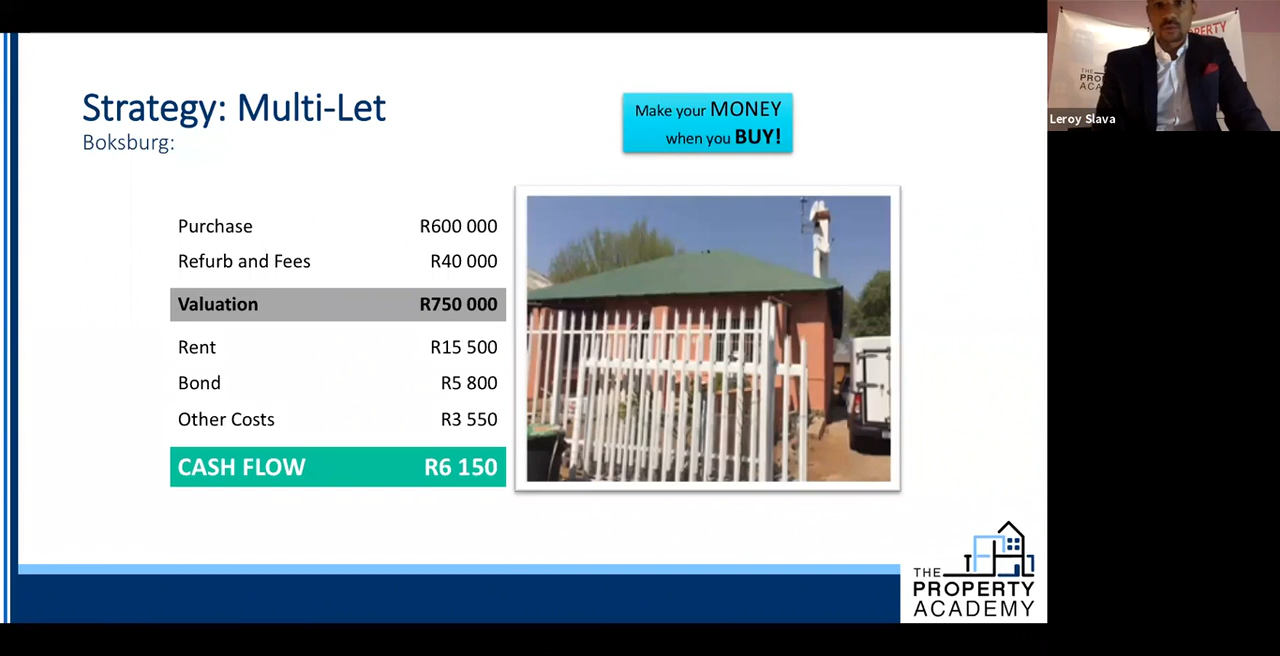 Strategy: Multi-Let
Boksburg:
Make your MONEY
when you BUY!
Purchase R600 000
Refurb and Fees R40 000
Valuation R750 000
Rent R15 500
Bond R5 800
Other Costs R3 550
CASH FLOW R6 150
THE
PROPERTY
ACADEMY
THE
Leroy Slava